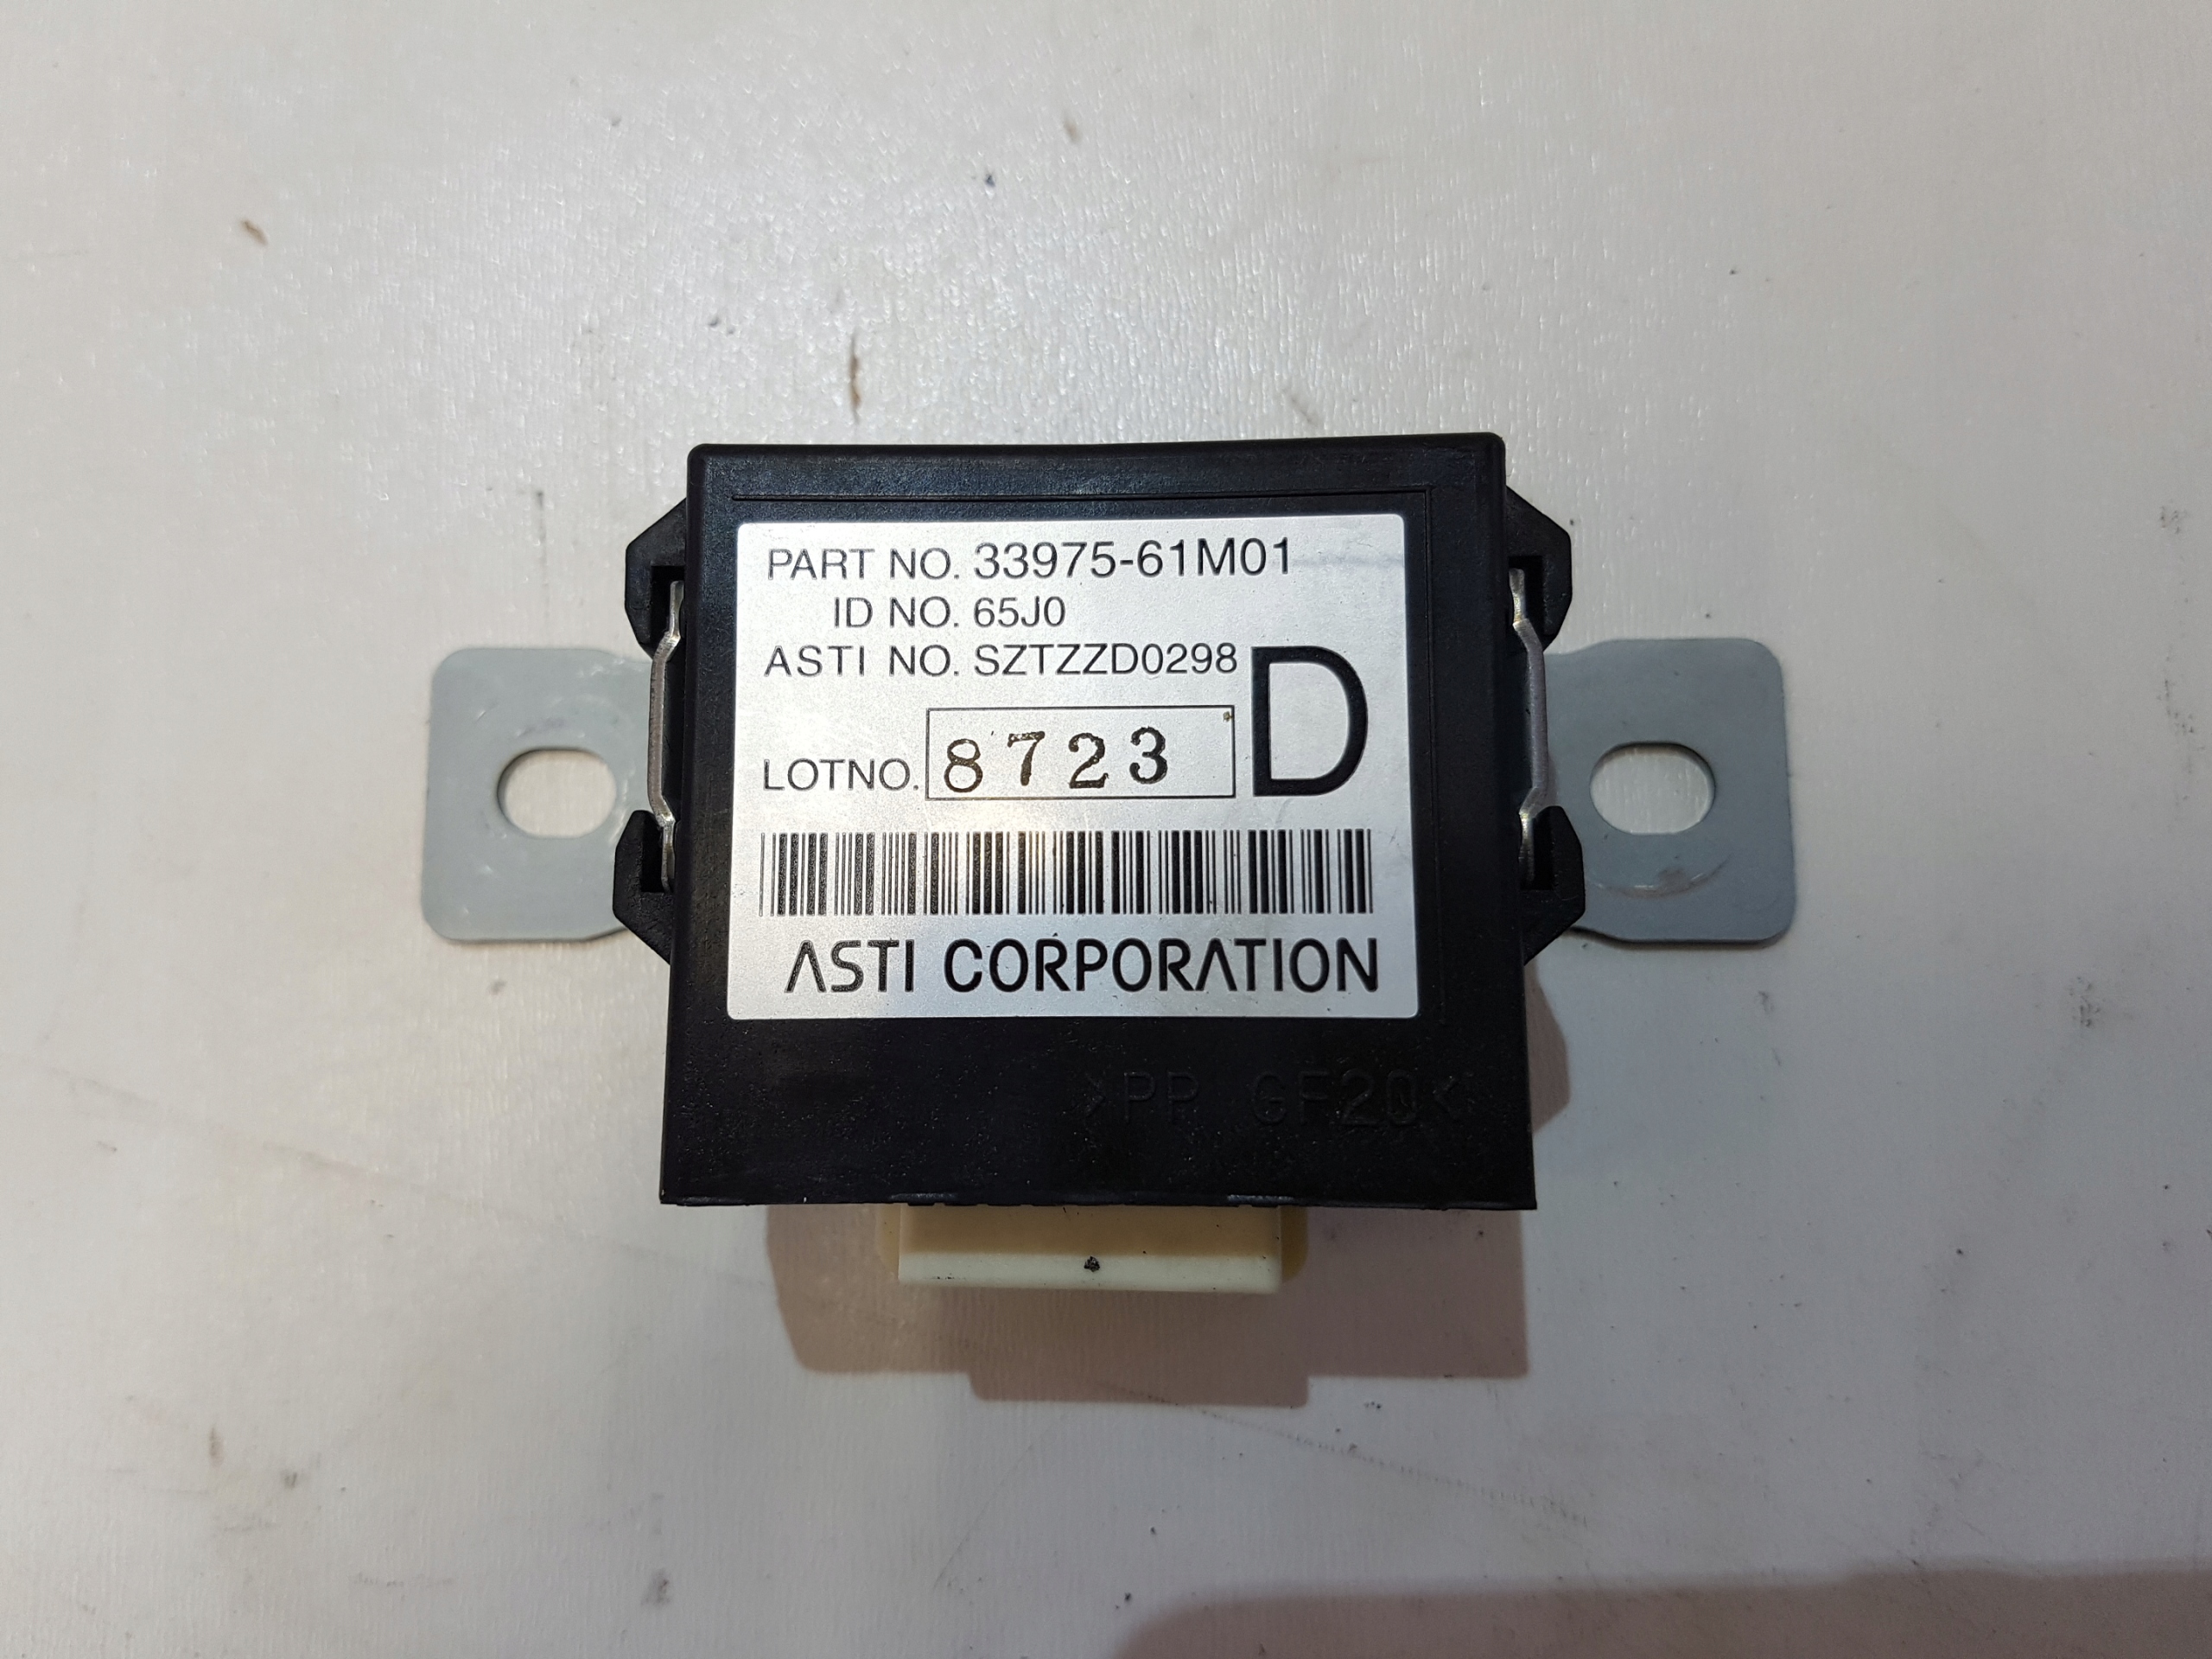 PART NO. 33975-61M01
ID NO. 65J0
ASTI NO. SZTZZD0298
D
LOTNO. 8723
ASTI CORPORATION
>PP GF20<